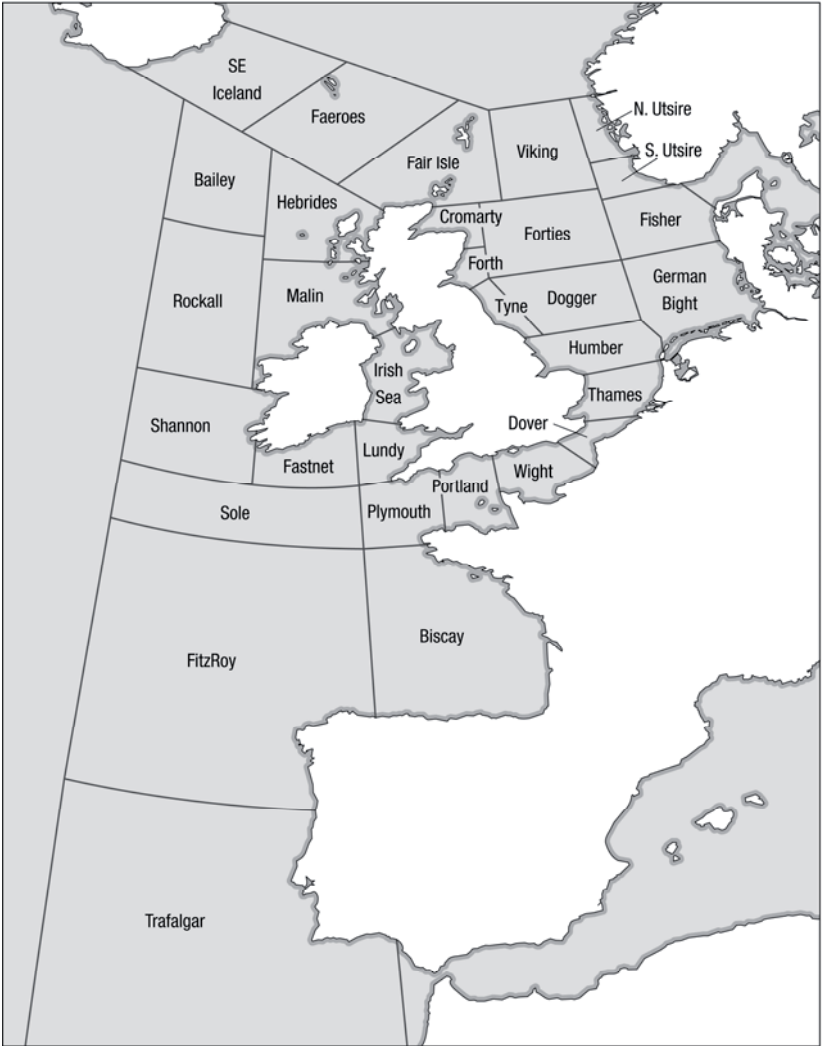 SE
Iceland
Faeroes
N. Utsire
Fair Isle
Viking
S. Utsire
Bailey
Hebrides
Cromarty
Forties
Fisher
Forth
Rockall
Malin
Tyne
Dogger
German
Bight
Humber
Irish
Sea
Thames
Shannon
Dover
Fastnet
Lundy
Wight
Portland
Sole
Plymouth
Biscay
FitzRoy
Trafalgar